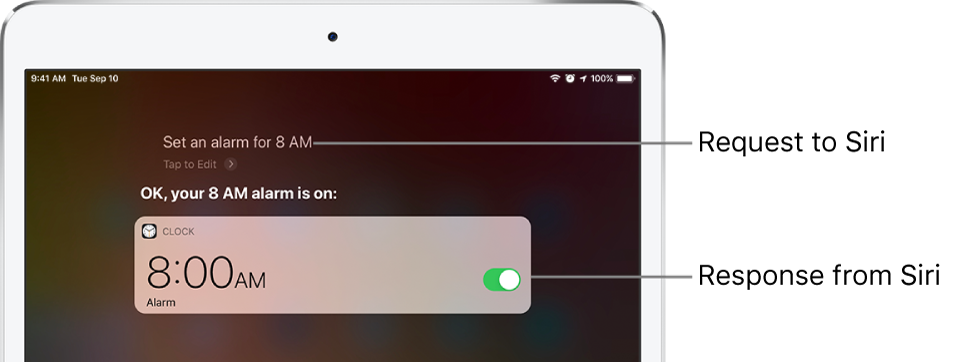 9:41 AM Tue Sep 10 100%
Set an alarm for 8 AM
Request to Siri
Tap to Edit
OK, your 8 AM alarm is on:
CLOCK
8:00AM
Response from Siri
Alarm